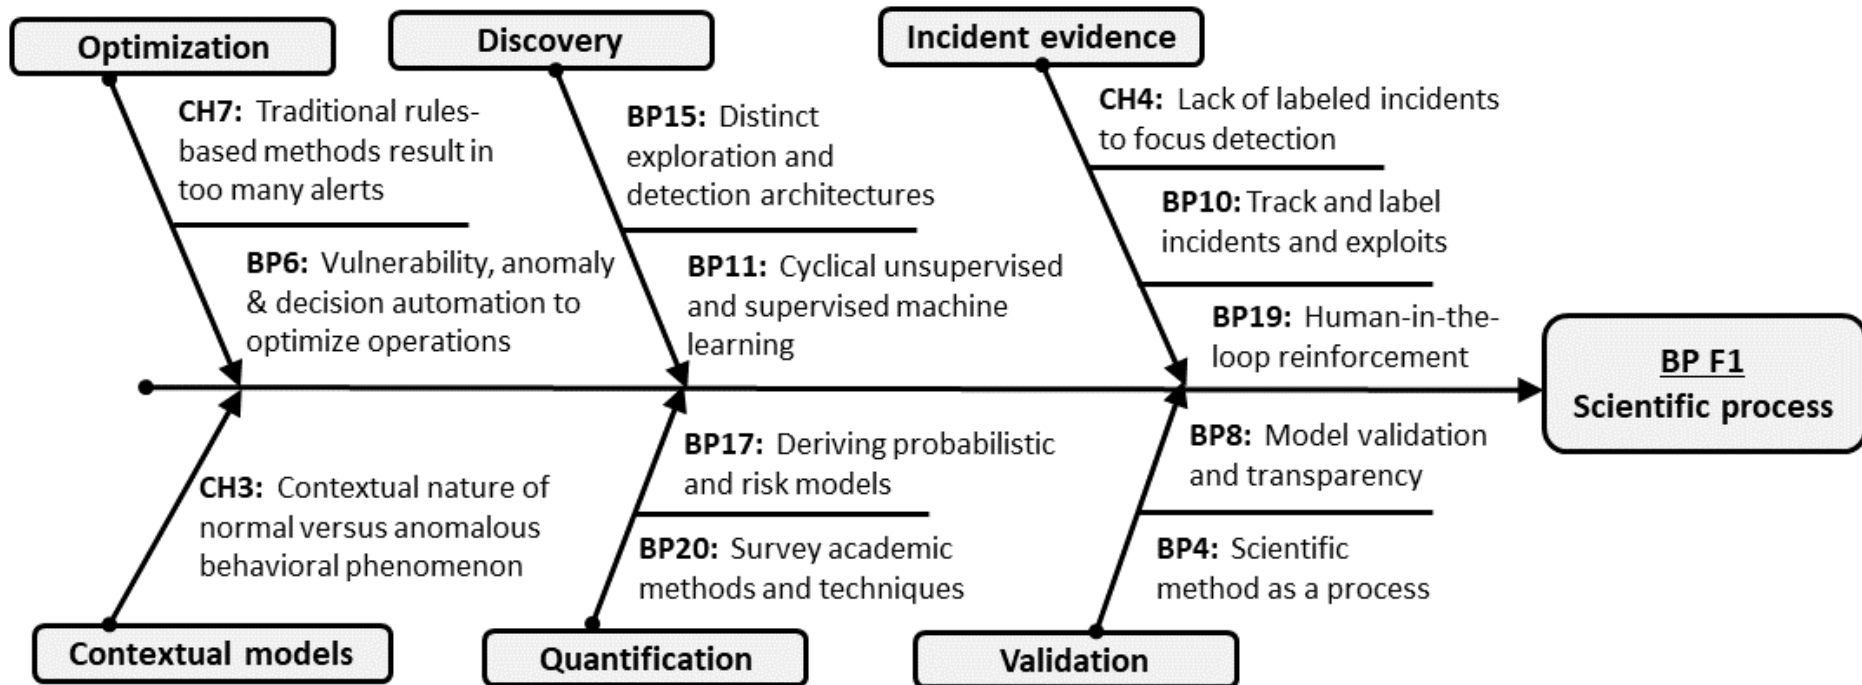 Optimization
Discovery
Incident evidence
CH7: Traditional rules-
based methods result in
too many alerts
BP6: Vulnerability, anomaly
& decision automation to
optimize operations
BP15: Distinct
exploration and
detection architectures
BP11: Cyclical unsupervised
and supervised machine
learning
CH4: Lack of labeled incidents
to focus detection
BP10: Track and label
incidents and exploits
BP19: Human-in-the-
loop reinforcement
BP F1
Scientific process
CH3: Contextual nature of
normal versus anomalous
behavioral phenomenon
BP17: Deriving probabilistic
and risk models
BP20: Survey academic
methods and techniques
BP8: Model validation
and transparency
BP4: Scientific
method as a process
Contextual models
Quantification
Validation